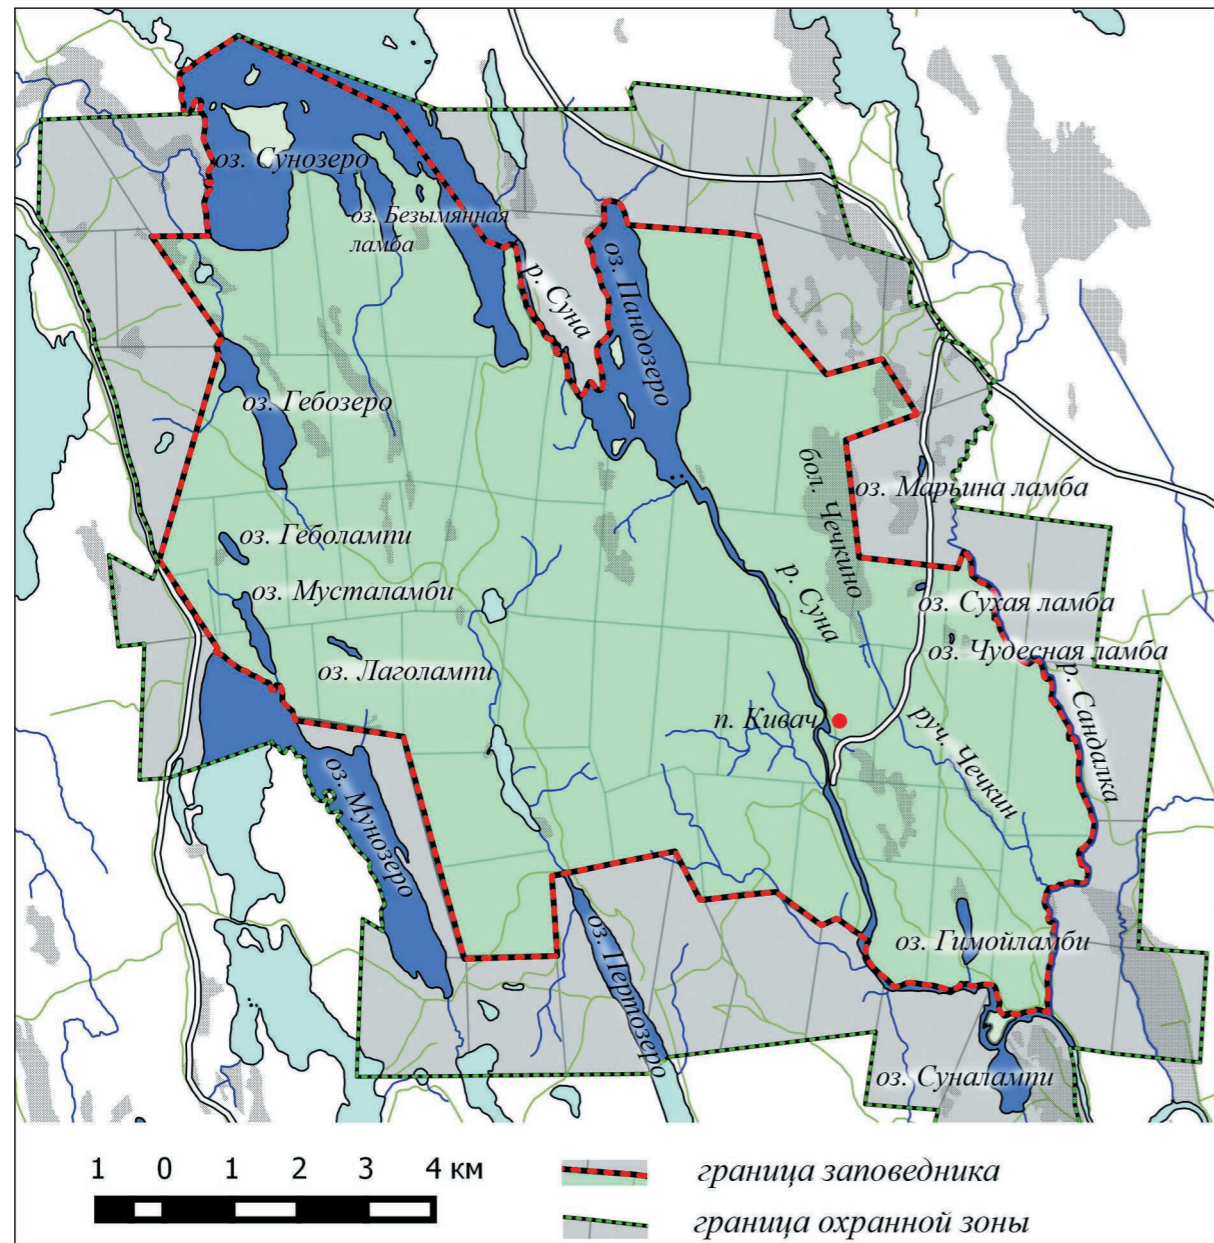 оз. Сунозеро
оз. Безымянная
ламба
р. Суна
оз. Пандозеро
оз. Гебозеро
бол. Чечкино
оз. Марьина ламба
оз. Геболампи
р. Суна
оз. Мусталамби
оз. Сухая ламба
оз. Чудесная ламба
оз. Лаголампи
р. Сандалка
п. Кивач
руч. Чечкин
оз. Мунозеро
оз. Гимойламби
оз. Пертозеро
оз. Суналампи
1 0 1 2 3 4 км
граница заповедника
граница охранной зоны